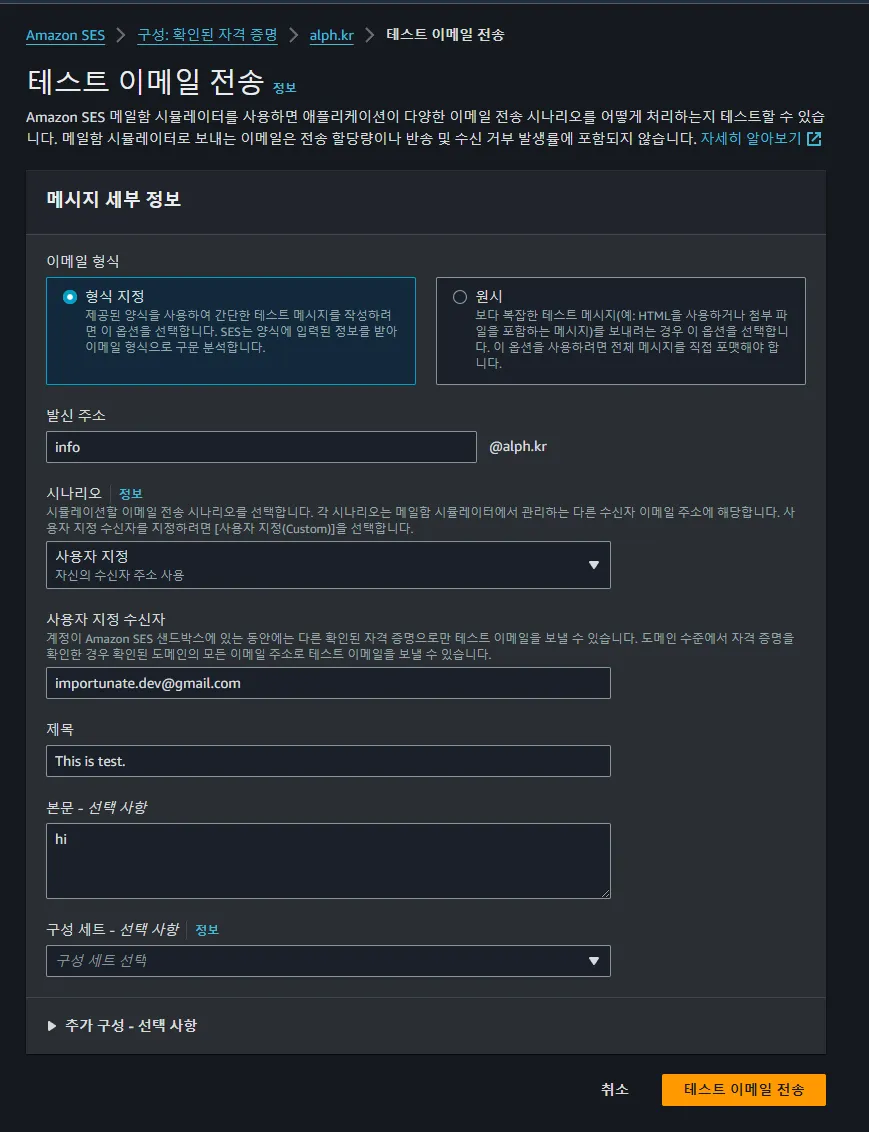 Amazon SES > 구성: 확인된 자격 증명 > alph.kr > 테스트 이메일 전송
테스트 이메일 전송 정보
Amazon SES 메일함 시뮬레이터를 사용하면 애플리케이션이 다양한 이메일 전송 시나리오를 어떻게 처리하는지 테스트할 수 있습
니다. 메일함 시뮬레이터로 보내는 이메일은 전송 할당량이나 반송 및 수신 거부 발생률에 포함되지 않습니다. 자세히 알아보기
메시지 세부 정보
이메일 형식
형식 지정
제공된 양식을 사용하여 간단한 테스트 메시지를 작성하려
면 이 옵션을 선택합니다. SES는 양식에 입력된 정보를 받아
이메일 형식으로 구문 분석합니다.
원시
보다 복잡한 테스트 메시지(예: HTML을 사용하거나 첨부 파
일을 포함하는 메시지)를 보내려는 경우 이 옵션을 선택합니
다. 이 옵션을 사용하려면 전체 메시지를 직접 포맷해야 합
니다.
발신 주소
info @alph.kr
시나리오 정보
시뮬레이션할 이메일 전송 시나리오를 선택합니다. 각 시나리오는 메일함 시뮬레이터에서 관리하는 다른 수신자 이메일 주소에 해당합니다. 사
용자 지정 수신자를 지정하려면 [사용자 지정(Custom)]을 선택합니다.
사용자 지정
자신의 수신자 주소 사용
사용자 지정 수신자
계정이 Amazon SES 샌드박스에 있는 동안에는 다른 확인된 자격 증명으로만 테스트 이메일을 보낼 수 있습니다. 도메인 수준에서 자격 증명을
확인한 경우 확인된 도메인의 모든 이메일 주소로 테스트 이메일을 보낼 수 있습니다.
importunate.dev@gmail.com
제목
This is test.
본문 - 선택 사항
hi
구성 세트 - 선택 사항 정보
구성 세트 선택
추가 구성 - 선택 사항
취소 테스트 이메일 전송